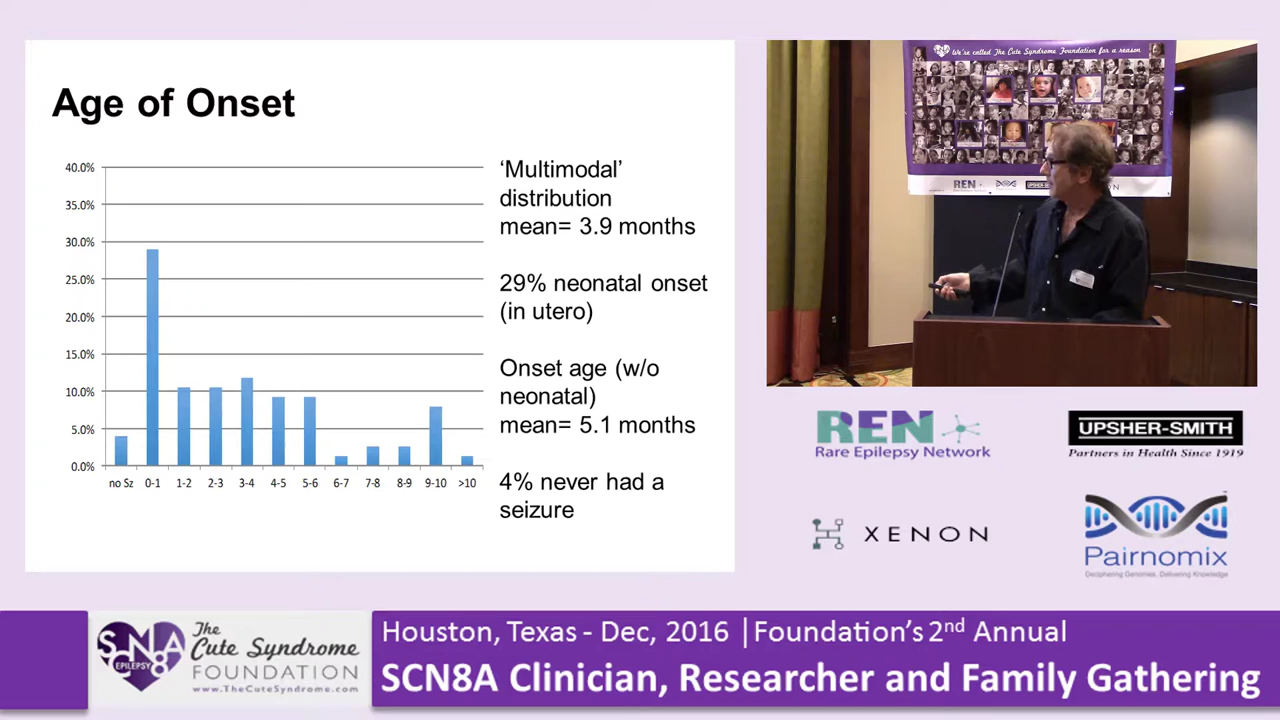 Age of Onset
40.0%
35.0%
30.0%
25.0%
20.0%
15.0%
10.0%
5.0%
0.0%
no Sz 0-1 1-2 2-3 3-4 4-5 5-6 6-7 7-8 8-9 9-10 >10
‘Multimodal’
distribution
mean= 3.9 months
29% neonatal onset
(in utero)
Onset age (w/o
neonatal)
mean= 5.1 months
4% never had a
seizure
We're called The Cute Syndrome Foundation for a reason
REN
UPSHER-SM
ON
REN
Rare Epilepsy Network
UPSHER-SMITH
Partners in Health Since 1919
XENON
Pairnomix
Deciphering Genomes, Delivering Knowledge
SCN8A
EPILEPSY
The
Cute Syndrome
FOUNDATION
www.TheCuteSyndrome.com
Houston, Texas - Dec, 2016 | Foundation's 2nd Annual
SCN8A Clinician, Researcher and Family Gathering